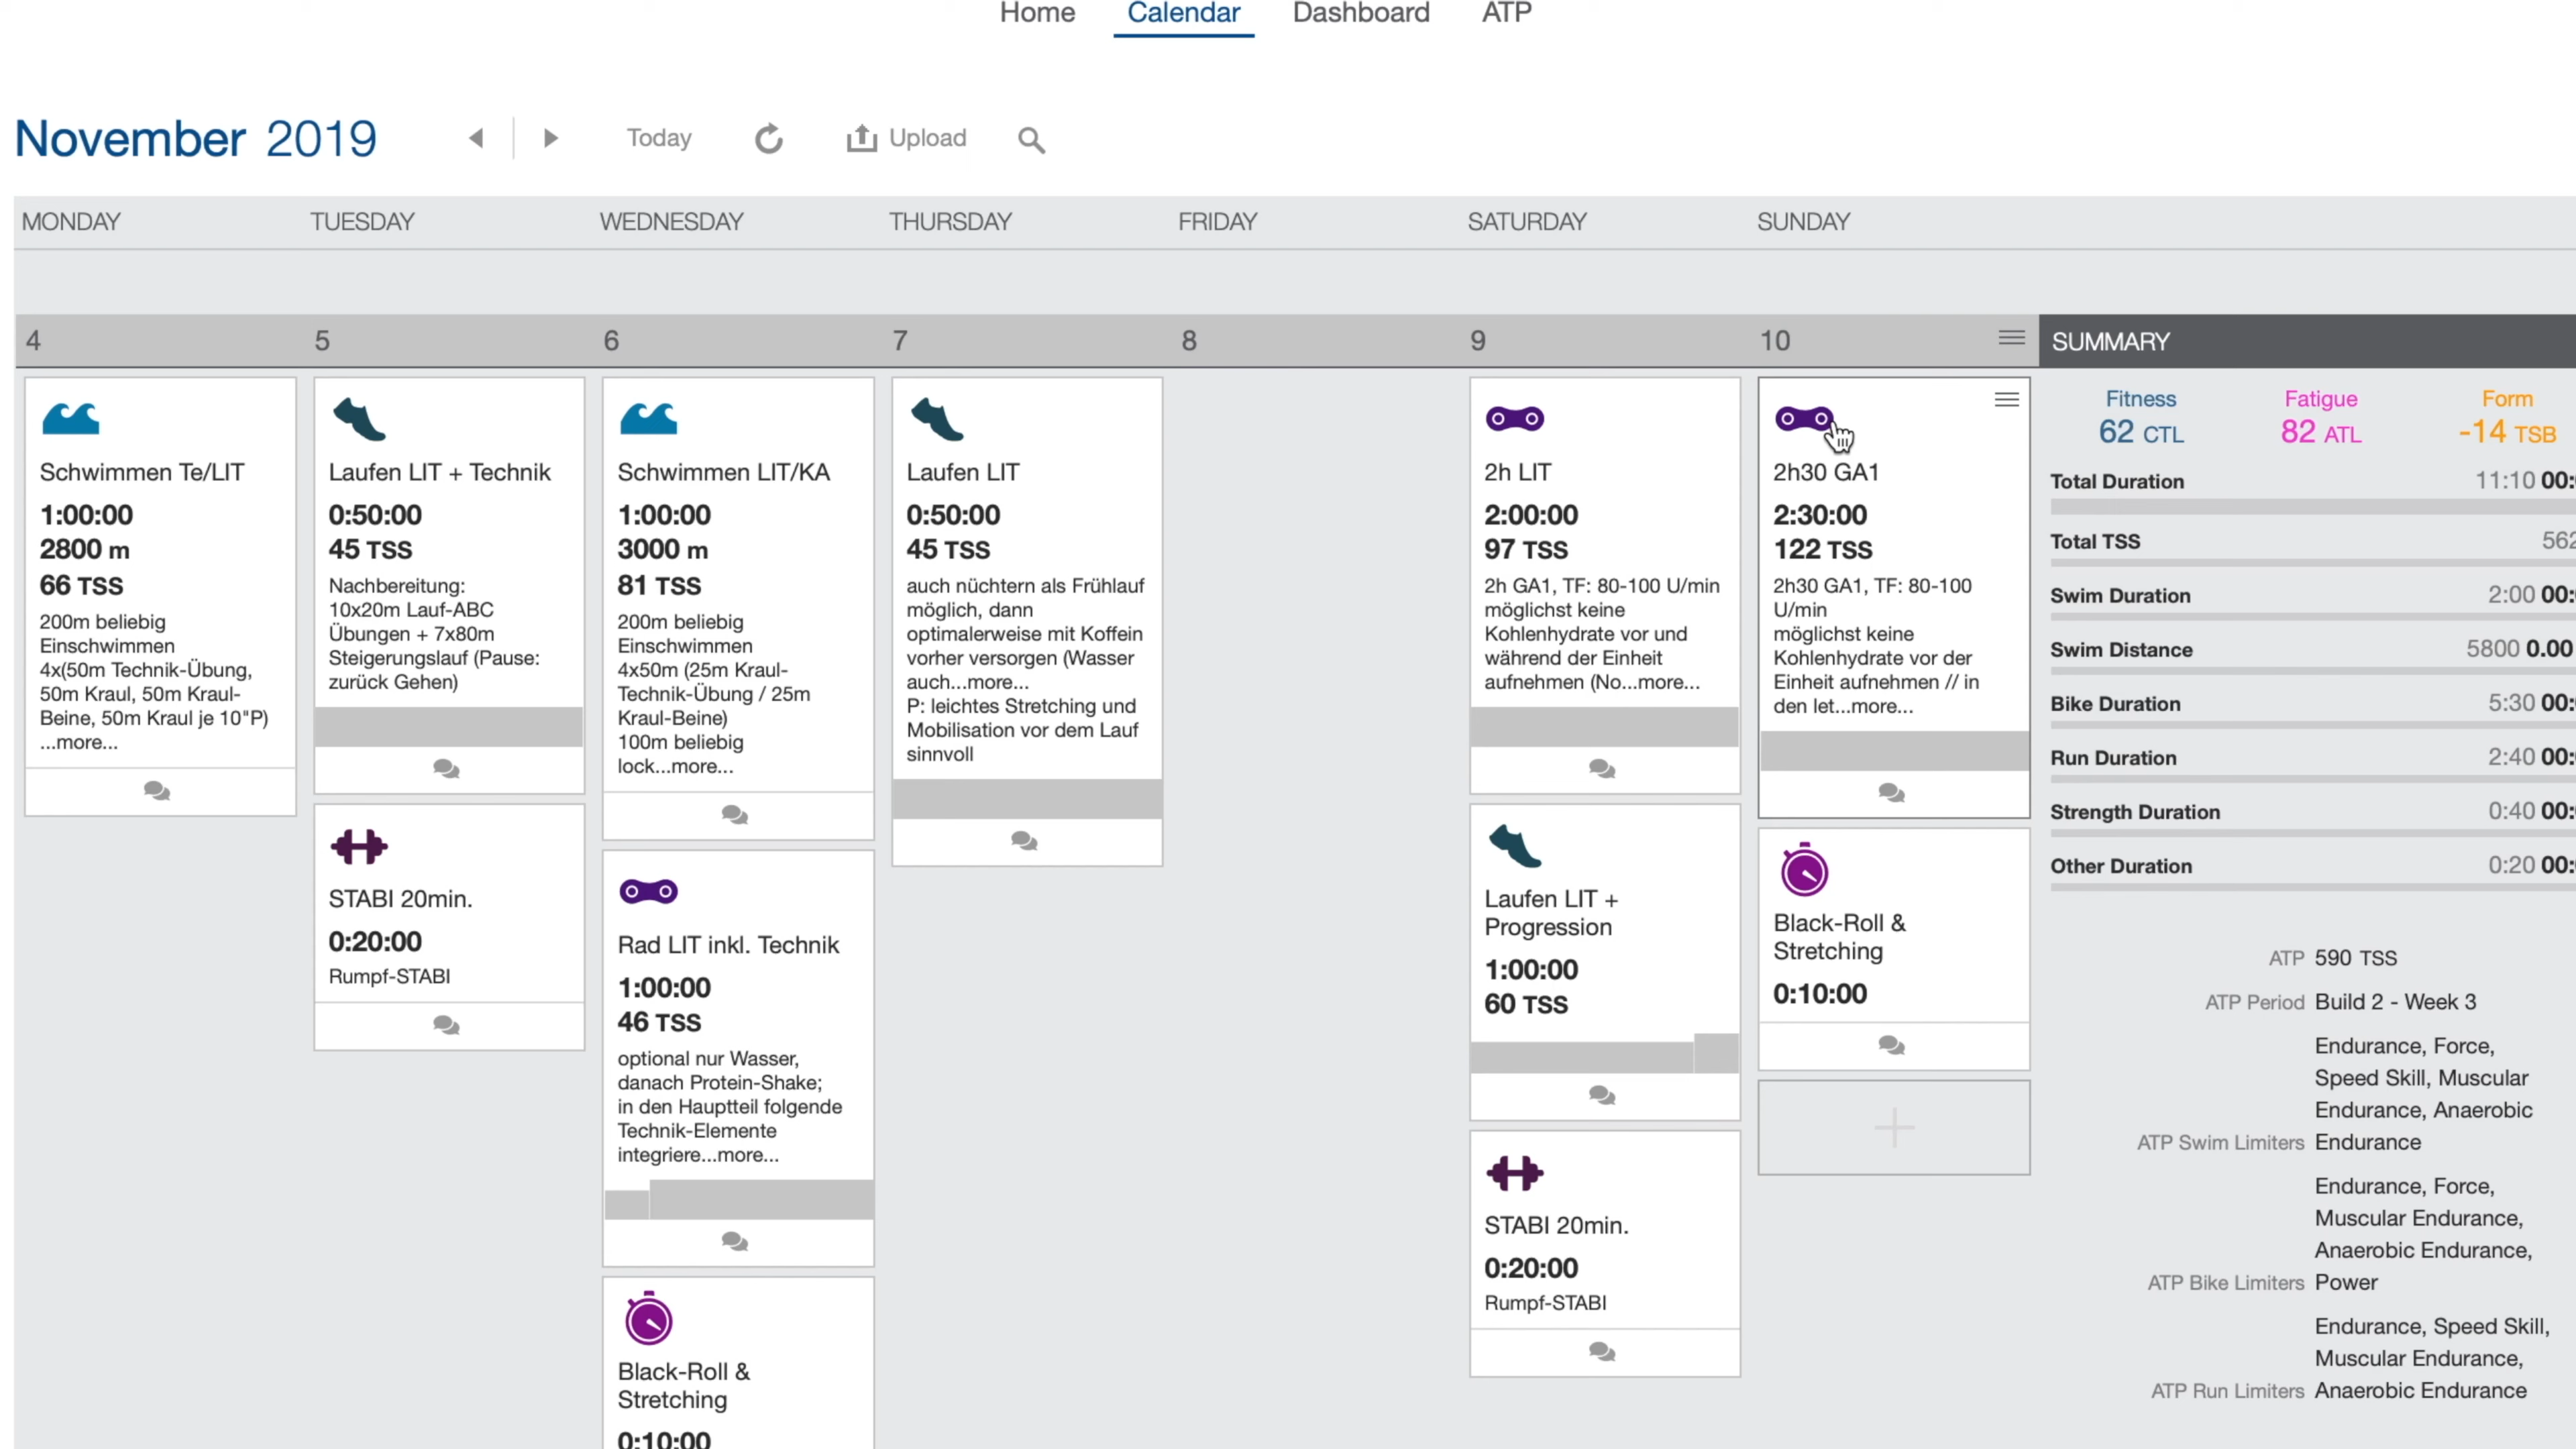 Home Calendar Dashboard ATP
November 2019
Today
Upload
MONDAY TUESDAY WEDNESDAY THURSDAY FRIDAY SATURDAY SUNDAY
4 5 6 7 8 9 10 SUMMARY
Schwimmen Te/LIT
1:00:00
2800 m
66 TSS
200m beliebig
Einschwimmen
4x(50m Technik-Übung,
50m Kraul, 50m Kraul-
Beine, 50m Kraul je 10"P)
...more...
Laufen LIT + Technik
0:50:00
45 TSS
Nachbereitung:
10x20m Lauf-ABC
Übungen + 7x80m
Steigerungslauf (Pause:
zurück Gehen)
STABI 20min.
0:20:00
Rumpf-STABI
Schwimmen LIT/KA
1:00:00
3000 m
81 TSS
200m beliebig
Einschwimmen
4x50m (25m Kraul-
Technik-Übung / 25m
Kraul-Beine)
100m beliebig
lock...more...
Rad LIT inkl. Technik
1:00:00
46 TSS
optional nur Wasser,
danach Protein-Shake;
in den Hauptteil folgende
Technik-Elemente
integriere...more...
Black-Roll &
Stretching
0:10:00
Laufen LIT
0:50:00
45 TSS
auch nüchtern als Frühlauf
möglich, dann
optimalerweise mit Koffein
vorher versorgen (Wasser
auch...more...
P: leichtes Stretching und
Mobilisation vor dem Lauf
sinnvoll
2h LIT
2:00:00
97 TSS
2h GA1, TF: 80-100 U/min
möglichst keine
Kohlenhydrate vor und
während der Einheit
aufnehmen (No...more...
Laufen LIT +
Progression
1:00:00
60 TSS
STABI 20min.
0:20:00
Rumpf-STABI
2h30 GA1
2:30:00
122 TSS
2h30 GA1, TF: 80-100
U/min
möglichst keine
Kohlenhydrate vor der
Einheit aufnehmen // in
den let...more...
Black-Roll &
Stretching
0:10:00
Fitness Fatigue Form
62 CTL 82 ATL -14 TSB
Total Duration 11:10 00:
Total TSS 562
Swim Duration 2:00 00:
Swim Distance 5800 0.00
Bike Duration 5:30 00:
Run Duration 2:40 00:
Strength Duration 0:40 00:
Other Duration 0:20 00:
ATP 590 TSS
ATP Period Build 2 - Week 3
Endurance, Force,
Speed Skill, Muscular
Endurance, Anaerobic
ATP Swim Limiters Endurance
Endurance, Force,
Muscular Endurance,
Anaerobic Endurance,
ATP Bike Limiters Power
Endurance, Speed Skill,
Muscular Endurance,
ATP Run Limiters Anaerobic Endurance